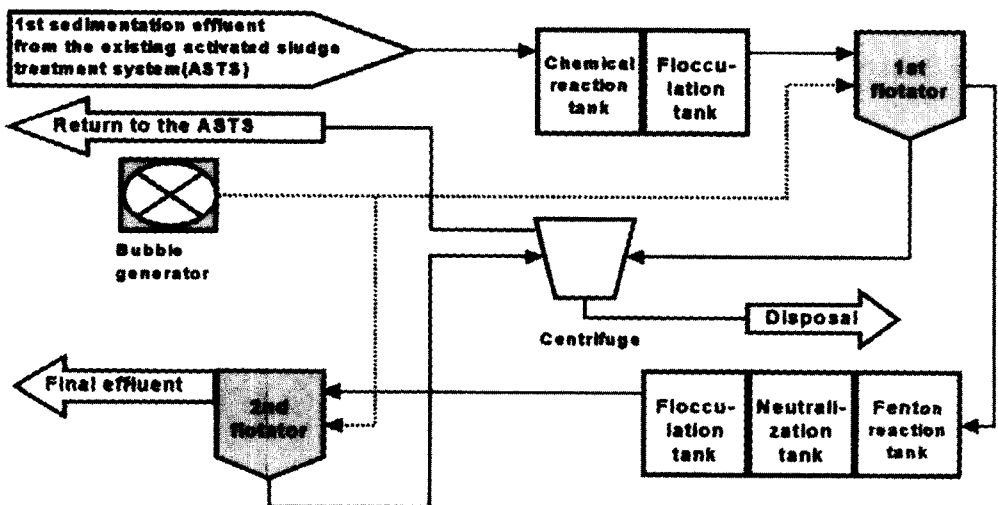 1st sedimentation effluent
from the existing activated sludge
treatment system(ASTS)
Chemical
reaction
tank
Floccu-
lation
tank
1st
flotator
Return to the ASTS
Bubble
generator
Centrifuge
Disposal
Final effluent
2nd
flotator
Floccu-
lation
tank
Neutrali-
zation
tank
Fenton
reaction
tank